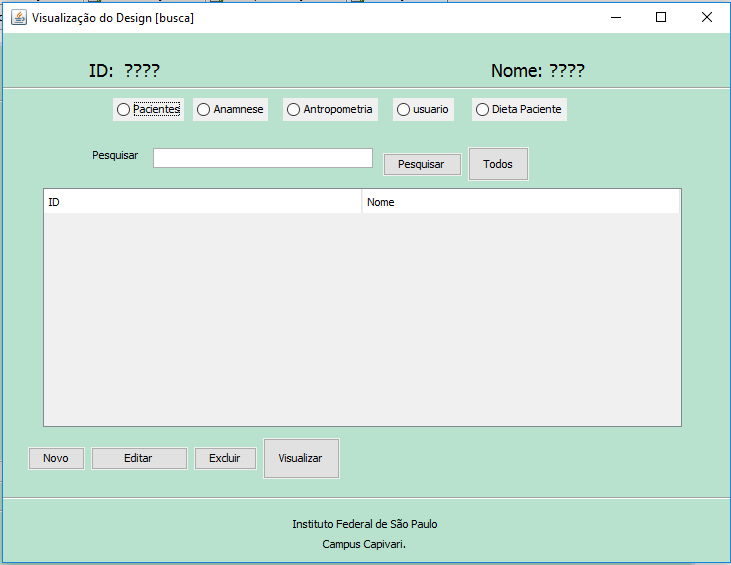 Visualização do Design [busca]
ID: ???? Nome: ????
Pacientes Anamnese Antropometria usuario Dieta Paciente
Pesquisar Pesquisar Todos
ID Nome
Novo Editar Excluir Visualizar
Instituto Federal de São Paulo
Campus Capivari.